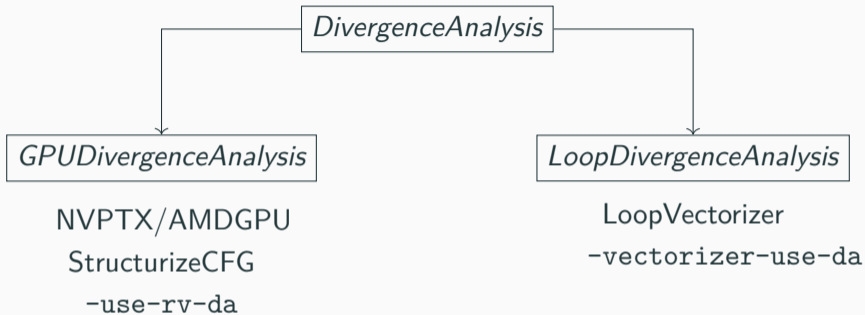 DivergenceAnalysis
GPUDivergenceAnalysis
LoopDivergenceAnalysis
NVPTX/AMDGPU
LoopVectorizer
StructurizeCFG
-vectorizer-use-da
-use-rv-da